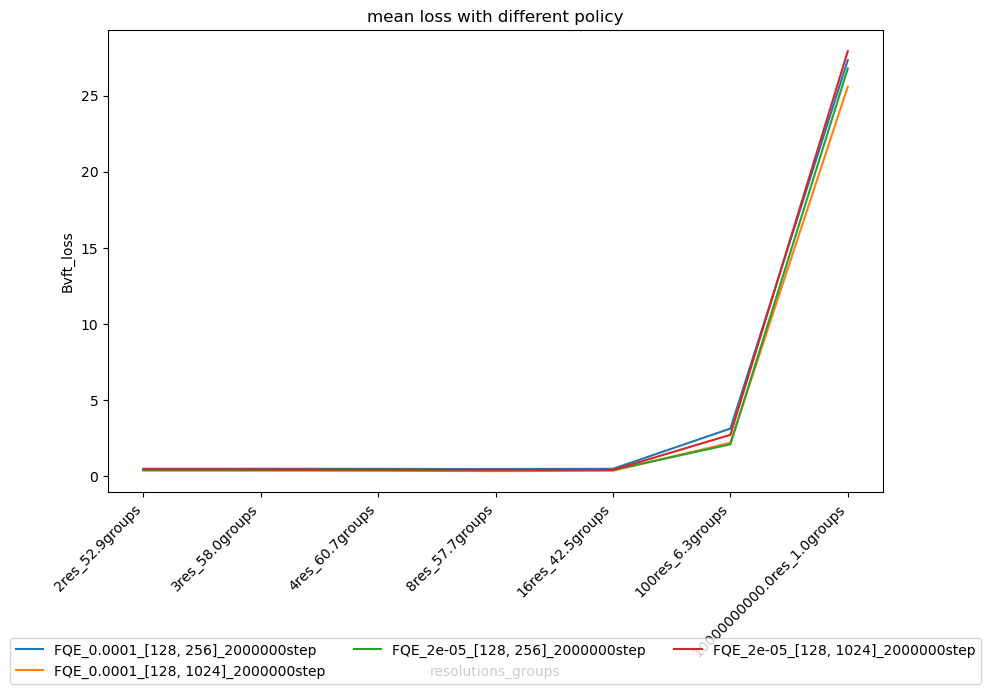 mean loss with different policy
Bvft_loss
25
20
15
10
5
0
2res_52.9groups
3res_58.0groups
4res_60.7groups
8res_57.7groups
16res_42.5groups
100res_6.3groups
FQE_0.0001_[128, 256]_2000000step
FQE_0.0001_[128, 1024]_2000000step
FQE_2e-05_[128, 256]_2000000step
FQE_2e-05_[128, 1024]_2000000step
resolutions_groups